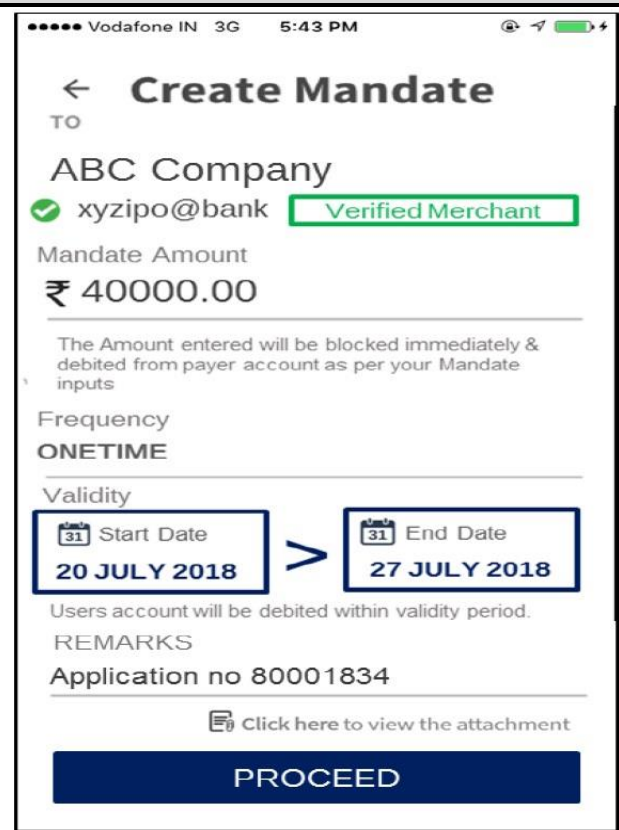 Vodafone IN 3G 5:43 PM
← Create Mandate
TO
ABC Company
xyzipo@bank Verified Merchant
Mandate Amount
₹ 40000.00
The Amount entered will be blocked immediately &
debited from payer account as per your Mandate
inputs
Frequency
ONETIME
Validity
31 Start Date > 31 End Date
20 JULY 2018 27 JULY 2018
Users account will be debited within validity period.
REMARKS
Application no 80001834
Click here to view the attachment
PROCEED